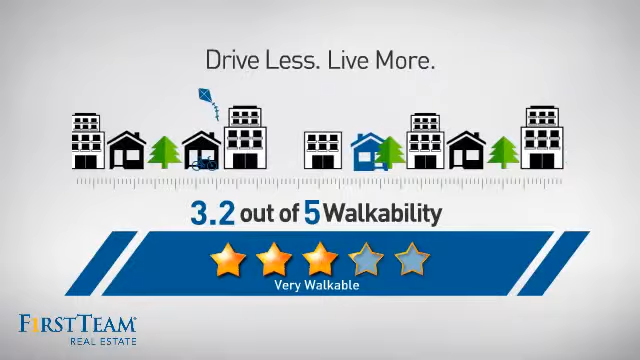 Drive Less. Live More.
3.2 out of 5 Walkability
Very Walkable
FIRSTTEAM®
REAL ESTATE